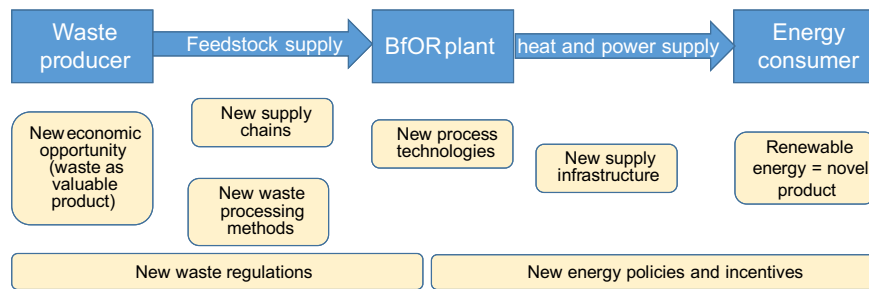 Waste
producer
Feedstock supply
BfOR plant
heat and power supply
Energy
consumer
New economic
opportunity
(waste as
valuable
product)
New supply
chains
New waste
processing
methods
New process
technologies
New supply
infrastructure
Renewable
energy = novel
product
New waste regulations
New energy policies and incentives